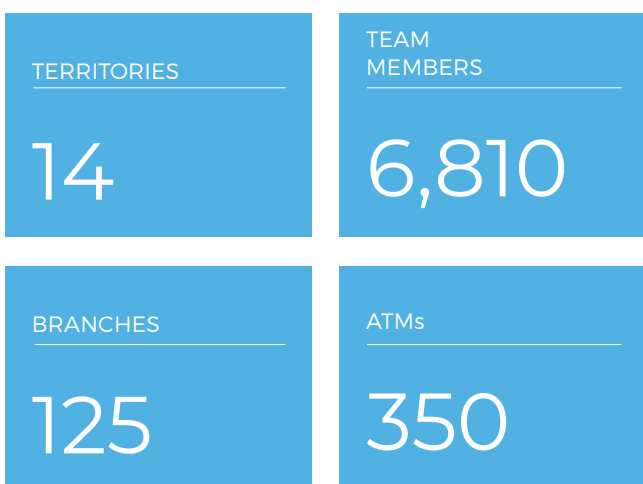 TERRITORIES
14
TEAM
MEMBERS
6,810
BRANCHES
125
ATMs
350